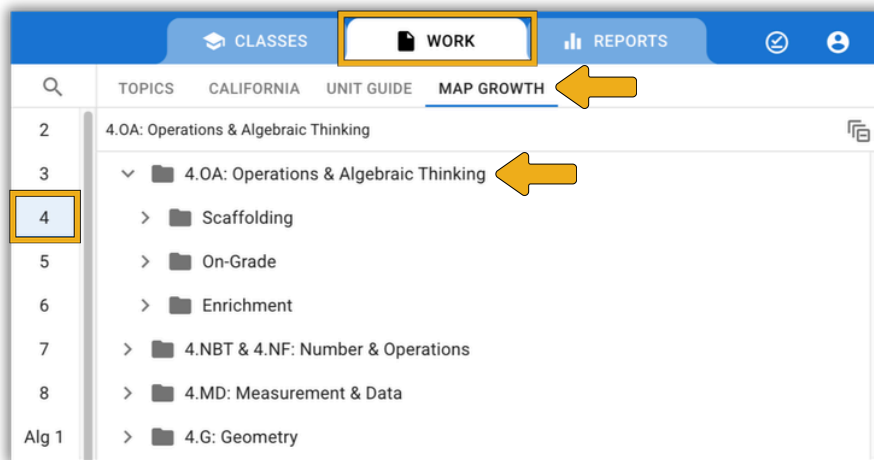 CLASSES WORK REPORTS
TOPICS CALIFORNIA UNIT GUIDE MAP GROWTH
2 4.OA: Operations & Algebraic Thinking
3 4.OA: Operations & Algebraic Thinking
4 Scaffolding
5 On-Grade
6 Enrichment
7 4.NBT & 4.NF: Number & Operations
8 4.MD: Measurement & Data
Alg 1 4.G: Geometry